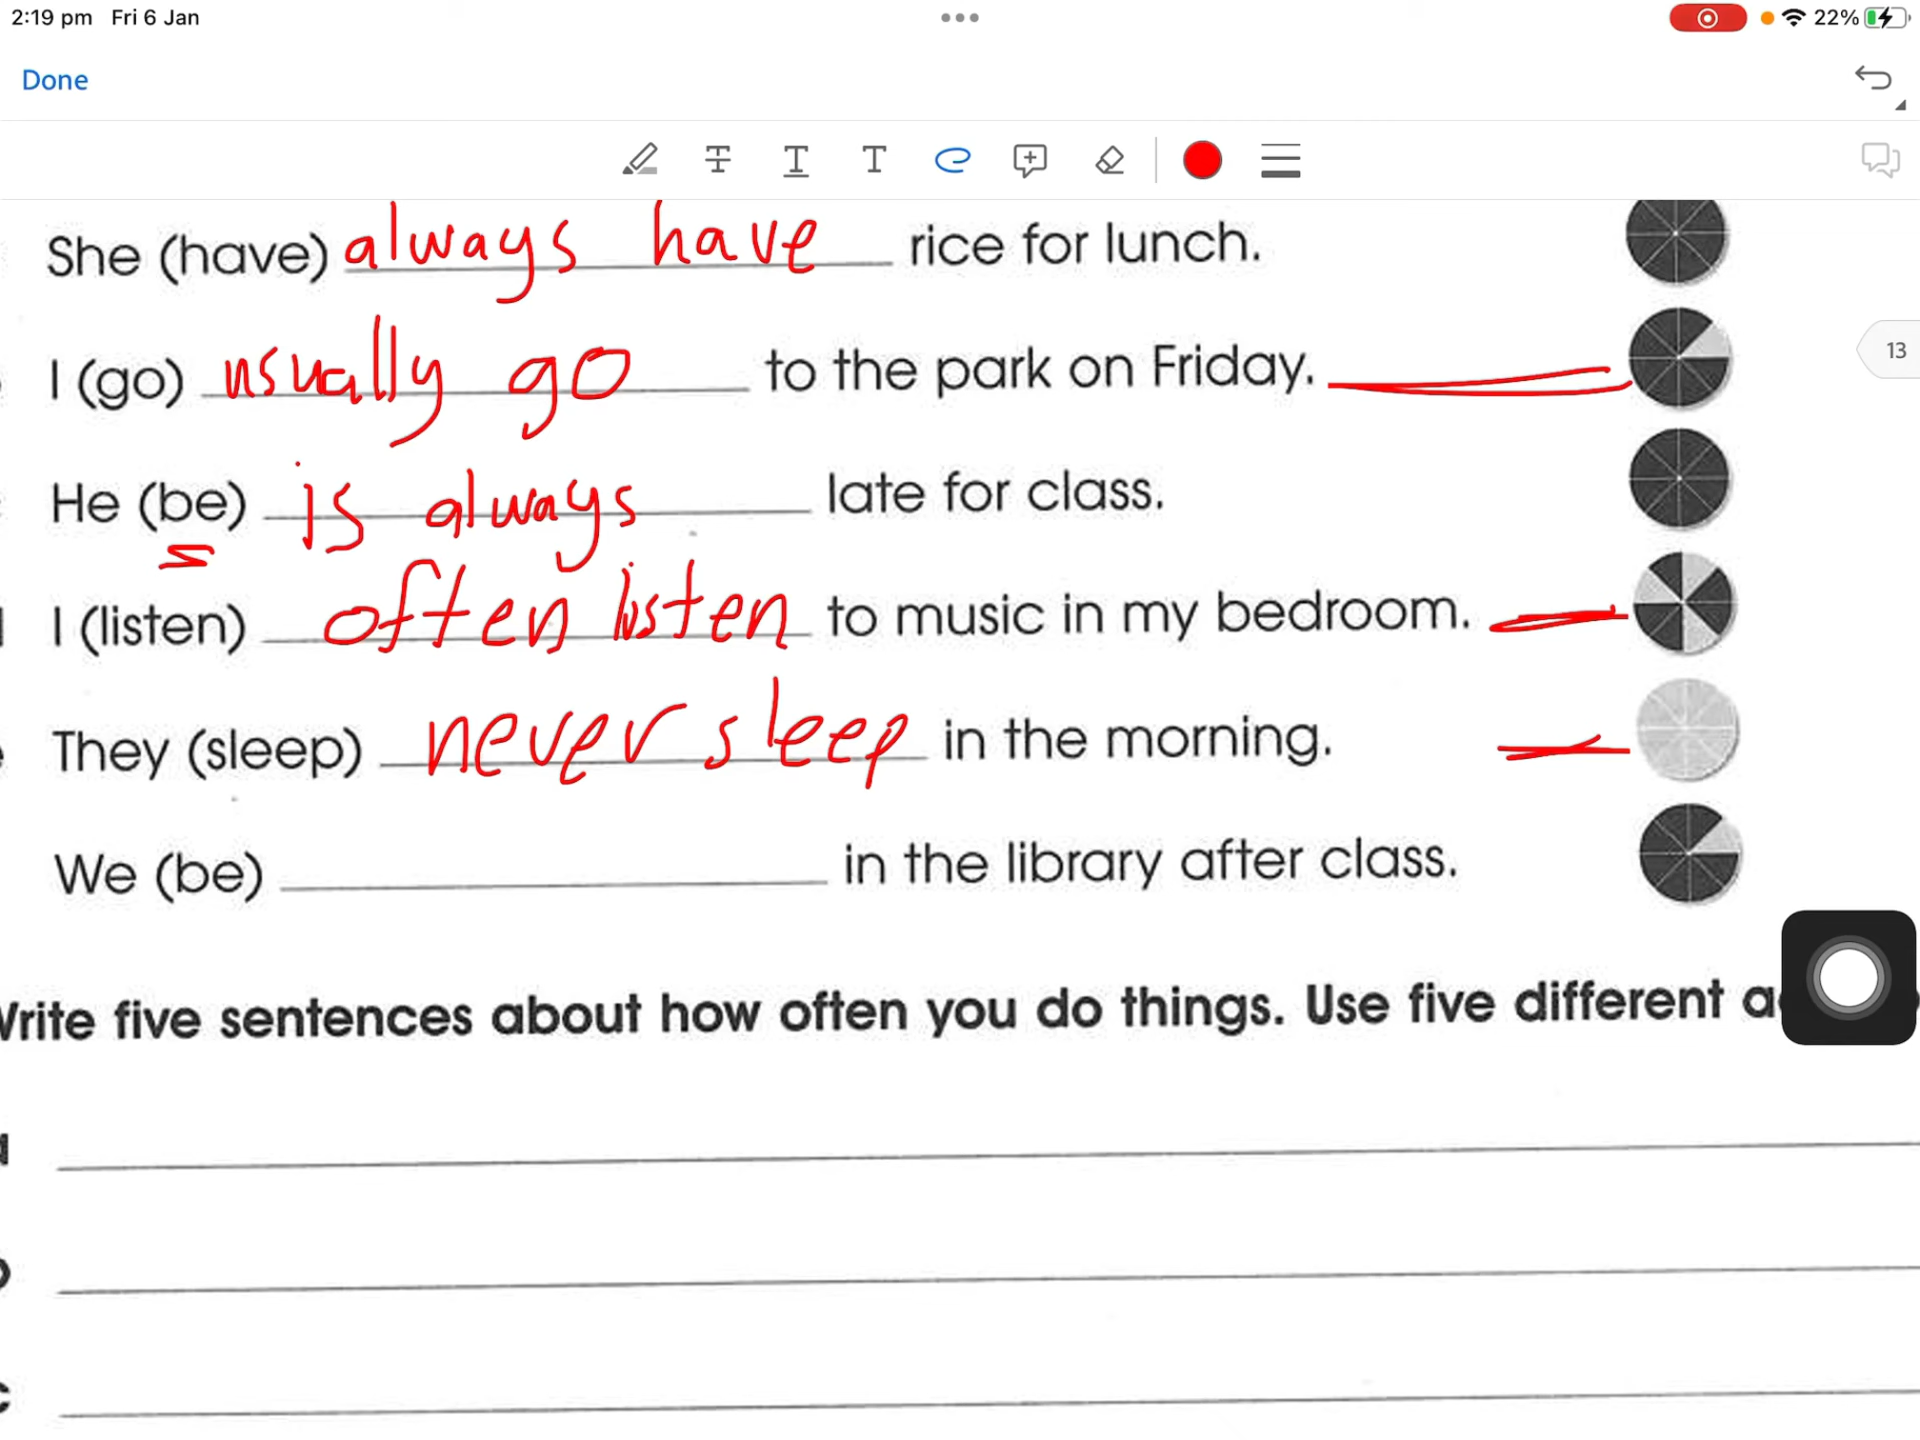 2:19 pm Fri 6 Jan 22%
Done
T T T
She (have) always have rice for lunch.
I (go) usually go to the park on Friday.
13
He (be) is always late for class.
I (listen) often listen to music in my bedroom.
They (sleep) never sleep in the morning.
We (be) in the library after class.
Write five sentences about how often you do things. Use five different